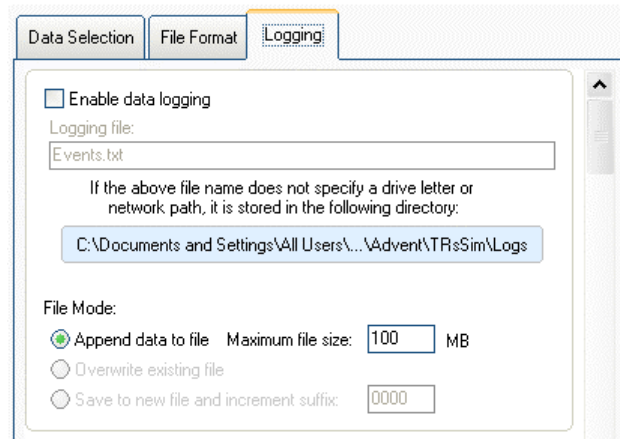 Data Selection File Format Logging
Enable data logging
Logging file:
Events.txt
If the above file name does not specify a drive letter or
network path, it is stored in the following directory:
C:\Documents and Settings\All Users\...\Advent\TRsSim\Logs
File Mode:
Append data to file Maximum file size: 100 MB
Overwrite existing file
Save to new file and increment suffix: 0000